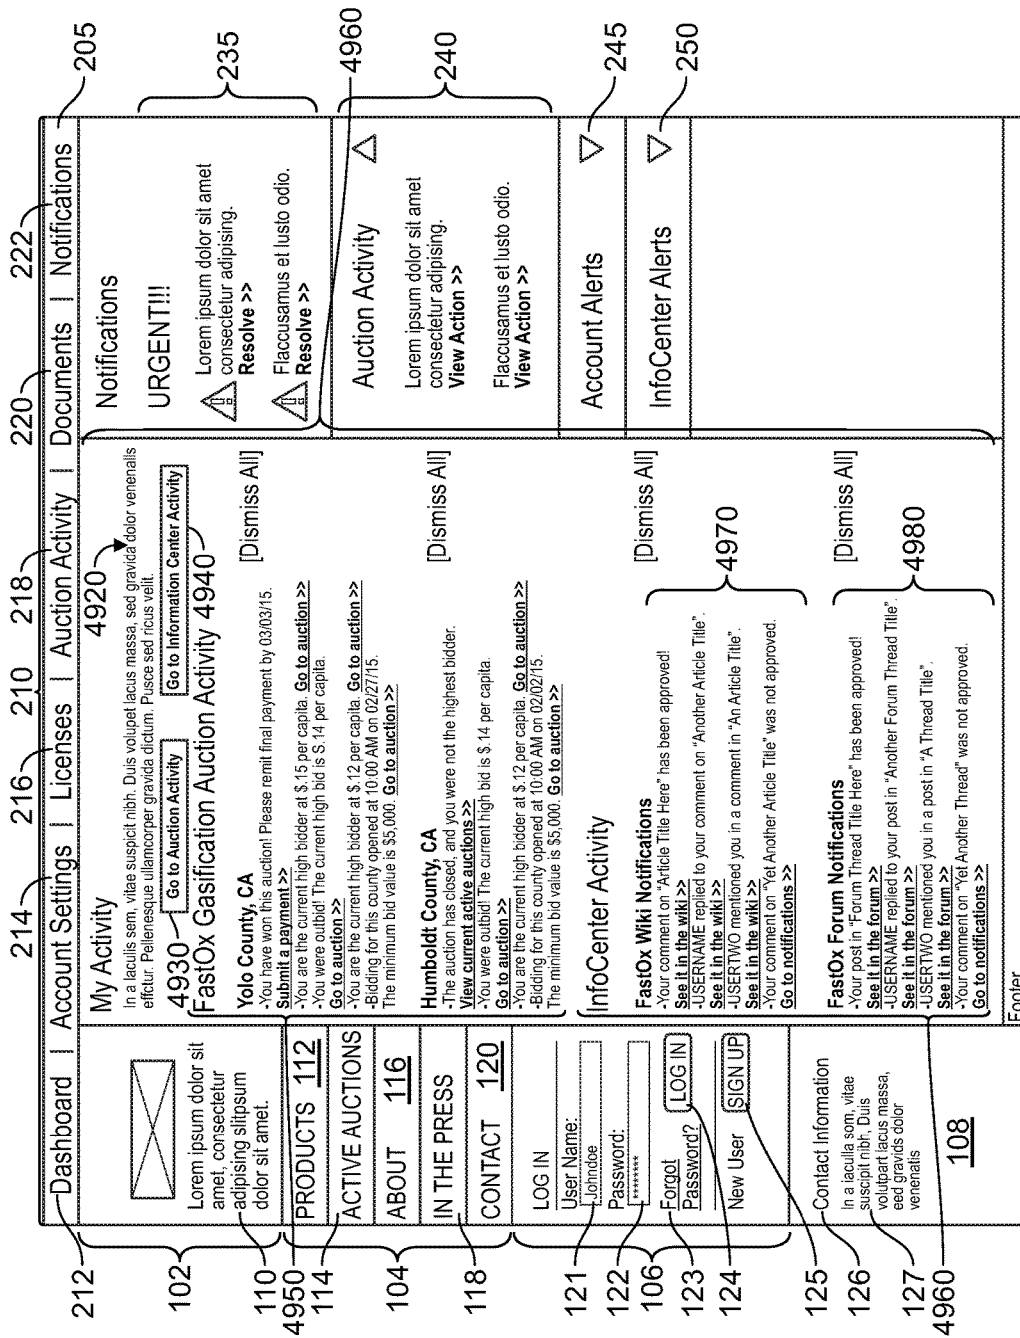 212
214
216
210
218
220
222
205
Dashboard | Account Settings | Licenses | Auction Activity | Documents | Notifications
102
Lorem ipsum dolor sit
amet, consectetur
adipising slitpsum
dolor sit amet.
110
4950
PRODUCTS 112
114
ACTIVE AUCTIONS
104
ABOUT 116
IN THE PRESS
118
CONTACT 120
LOG IN
User Name:
121
Johndoe
Password:
122
********
106
Forgot
Password?
LOG IN
123
124
New User
SIGN UP
125
Contact Information
126
In a iaculla som, vitae
suscipit nibh, Duis
volutpart lacus massa,
eed gravids dolor
venenatis
127
4960
108
My Activity
4920
In a laculis sem, vitae suspicit nibh. Duis volupet lacus massa, sed gravida dolor venenalis
effctur. Pellenesque ullamcorper gravida dictum. Pusce sed ricus velit.
4930
Go to Auction Activity
Go to Information Center Activity
4940
FastOx Gasification Auction Activity
Yolo County, CA
[Dismiss All]
-You have won this auction! Please remit final payment by 03/03/15.
Submit a payment >>
-You are the current high bidder at $.15 per capita. Go to auction >>
-You were outbid! The current high bid is S.14 per capita.
Go to auction >>
-You are the current high bidder at $.12 per capita. Go to auction >>
-Bidding for this county opened at 10:00 AM on 02/27/15.
The minimum bid value is $5,000. Go to auction >>
Humboldt County, CA
[Dismiss All]
-The auction has closed, and you were not the highest bidder.
View current active auctions >>
-You were outbid! The current high bid is $.14 per capita.
Go to auction >>
-You are the current high bidder at $.12 per capita. Go to auction >>
-Bidding for this county opened at 10:00 AM on 02/02/15.
The minimum bid value is $5,000. Go to auction >>
InfoCenter Activity
FastOx Wiki Notifications
[Dismiss All]
-Your comment on "Article Title Here" has been approved!
See it in the wiki >>
-USERNAME replied to your comment on "Another Article Title".
See it in the wiki >>
-USERTWO mentioned you in a comment in "An Article Title".
See it in the wiki >>
-Your comment on "Yet Another Article Title" was not approved.
Go to notifications >>
4970
FastOx Forum Notifications
[Dismiss All]
-Your post in "Forum Thread Title Here" has been approved!
See it in the forum >>
-USERNAME replied to your post in "Another Forum Thread Title".
See it in the forum >>
-USERTWO mentioned you in a post in "A Thread Title".
See it in the forum >>
-Your comment on "Yet Another Thread" was not approved.
Go to notifications >>
4980
Footer
Notifications
URGENT!!!
235
! Lorem ipsum dolor sit amet
consectetur adipising.
Resolve >>
! Flaccusamus et lusto odio.
Resolve >>
4960
Auction Activity
240
Lorem ipsum dolor sit amet
consectetur adipising.
View Action >>
Flaccusamus et lusto odio.
View Action >>
Account Alerts
245
InfoCenter Alerts
250